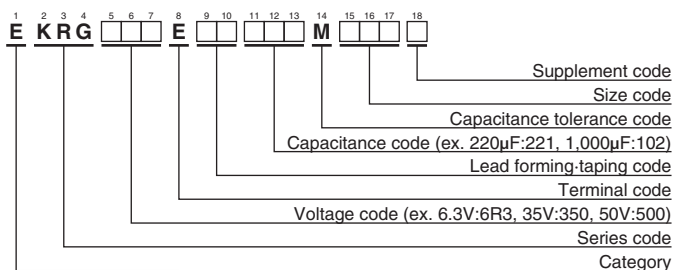 1 2 3 4 5 6 7 8 9 10 11 12 13 14 15 16 17 18
E K R G E M
Supplement code
Size code
Capacitance tolerance code
Capacitance code (ex. 220µF:221, 1,000µF:102)
Lead forming·taping code
Terminal code
Voltage code (ex. 6.3V:6R3, 35V:350, 50V:500)
Series code
Category